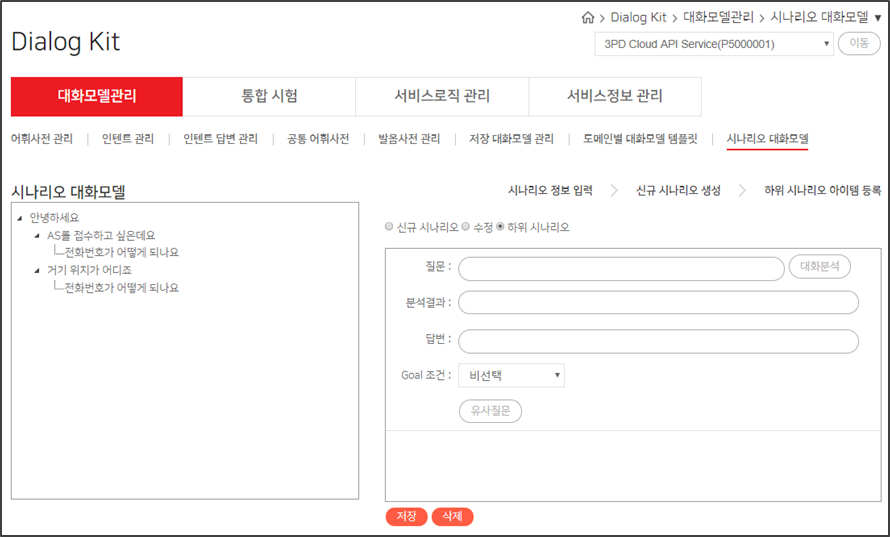 Dialog Kit > 대화모델관리 > 시나리오 대화모델 ▼
Dialog Kit
3PD Cloud API Service(P5000001) ▼ 이동
대화모델관리 통합 시험 서비스로직 관리 서비스정보 관리
어휘사전 관리 | 인텐트 관리 | 인텐트 답변 관리 | 공통 어휘사전 | 발음사전 관리 | 저장 대화모델 관리 | 도메인별 대화모델 템플릿 | 시나리오 대화모델
시나리오 대화모델
시나리오 정보 입력 > 신규 시나리오 생성 > 하위 시나리오 아이템 등록
안녕하세요
AS를 접수하고 싶은데요
전화번호가 어떻게 되나요
거기 위치가 어디죠
전화번호가 어떻게 되나요
신규 시나리오 수정 하위 시나리오
질문 : 대화분석
분석결과 :
답변 :
Goal 조건 : 비선택 ▼
유사질문
저장 삭제